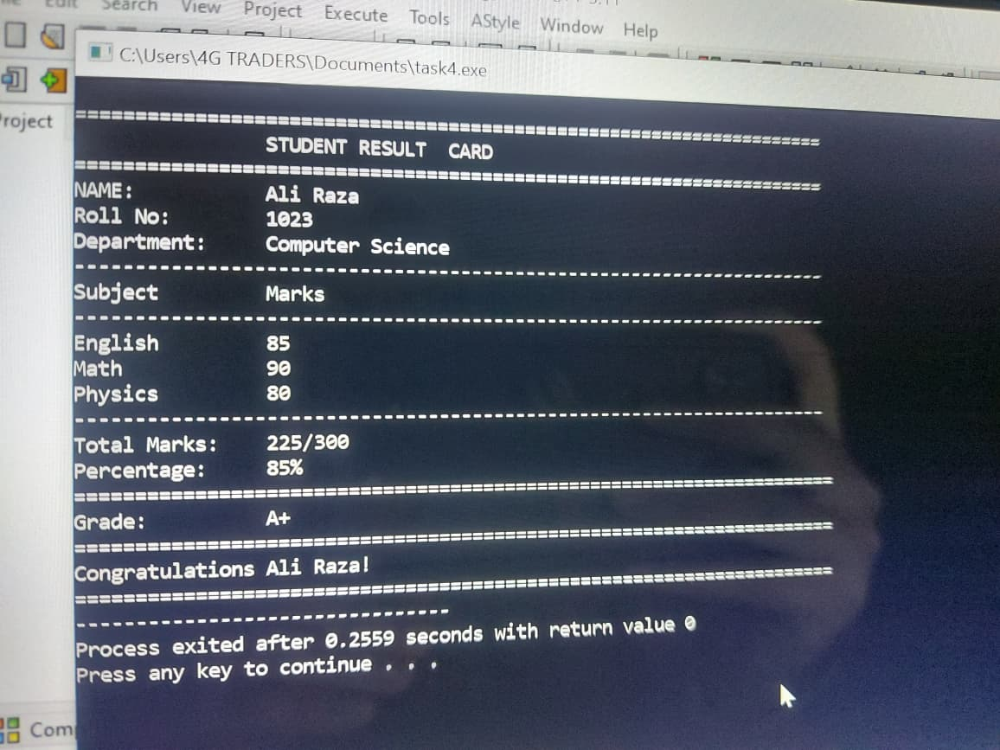 Edit Search View Project Execute Tools AStyle Window Help
C:\Users\4G TRADERS\Documents\task4.exe
Project
================================================================
STUDENT RESULT  CARD
================================================================
NAME: Ali Raza
Roll No: 1023
Department: Computer Science
----------------------------------------------------------------
Subject Marks
----------------------------------------------------------------
English 85
Math 90
Physics 80
----------------------------------------------------------------
Total Marks: 225/300
Percentage: 85%
================================================================
Grade: A+
================================================================
Congratulations Ali Raza!
================================================================
--------------------------------
Process exited after 0.2559 seconds with return value 0
Press any key to continue . . .
Com